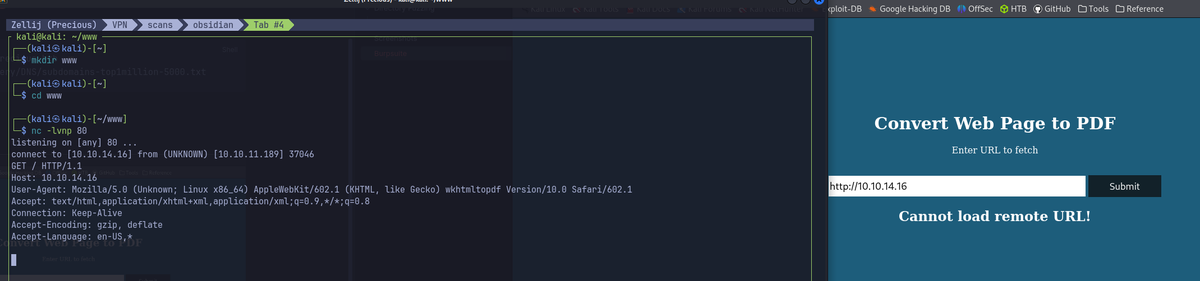 Zellij (Precious) VPN scans obsidian Tab #4
kali@kali: ~/www
(kali㉿kali)-[~]
$ mkdir www
(kali㉿kali)-[~]
$ cd www
(kali㉿kali)-[~/www]
$ nc -lvnp 80
listening on [any] 80 ...
connect to [10.10.14.16] from (UNKNOWN) [10.10.11.189] 37046
GET / HTTP/1.1
Host: 10.10.14.16
User-Agent: Mozilla/5.0 (Unknown; Linux x86_64) AppleWebKit/602.1 (KHTML, like Gecko) wkhtmltopdf Version/10.0 Safari/602.1
Accept: text/html,application/xhtml+xml,application/xml;q=0.9,*/*;q=0.8
Connection: Keep-Alive
Accept-Encoding: gzip, deflate
Accept-Language: en-US,*
xploit-DB Google Hacking DB OffSec HTB GitHub Tools Reference
Convert Web Page to PDF
Enter URL to fetch
http://10.10.14.16 Submit
Cannot load remote URL!